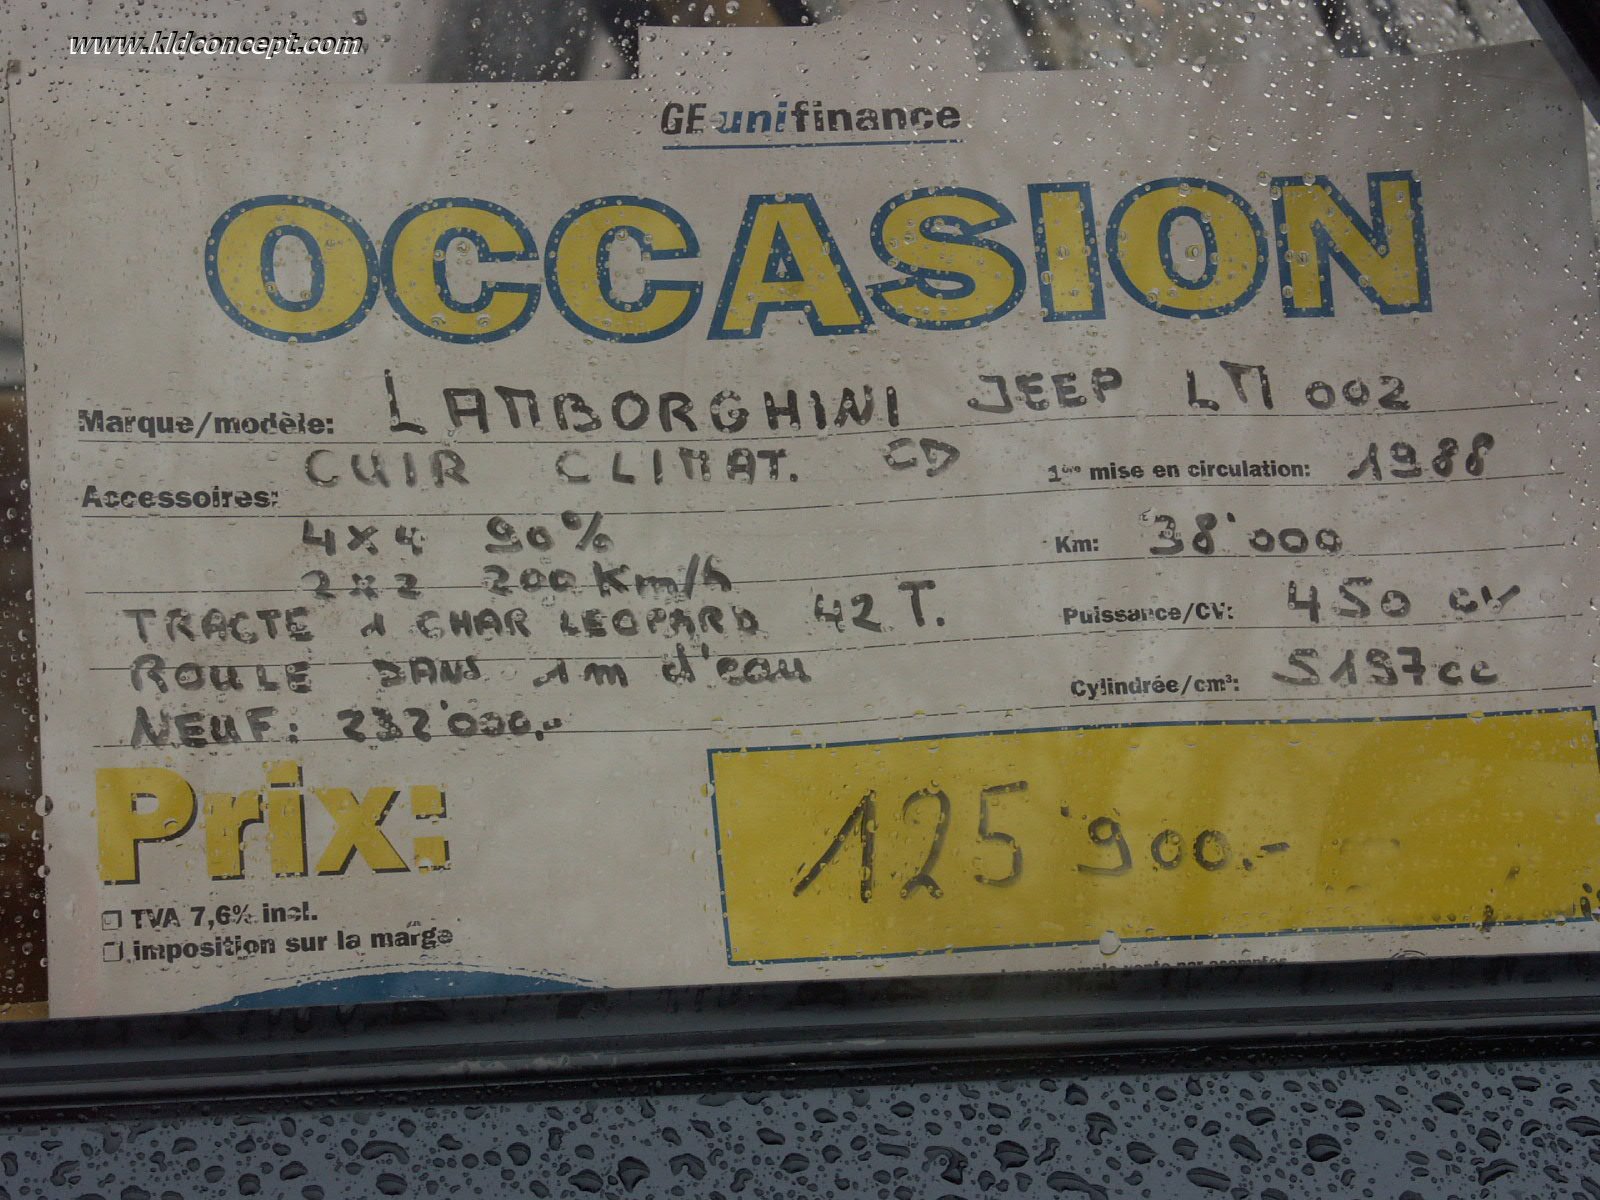 www.kldconcept.com
GE unifinance
OCCASION
Marque/modèle: LAMBORGHINI JEEP LM 002
CUIR CLIMAT. CD
1ère mise en circulation: 1988
Accessoires:
4x4 90%
Km: 38'000
2x2 200 Km/h
TRACTE 1 CHAR LEOPARD 42 T.
Puissance/CV: 450 cv
ROULE DANS 1m d'eau
Cylindrée/cm³: 5197cc
NEUF: 232'000.-
Prix: 125'900.-
TVA 7,6% incl.
imposition sur la marge